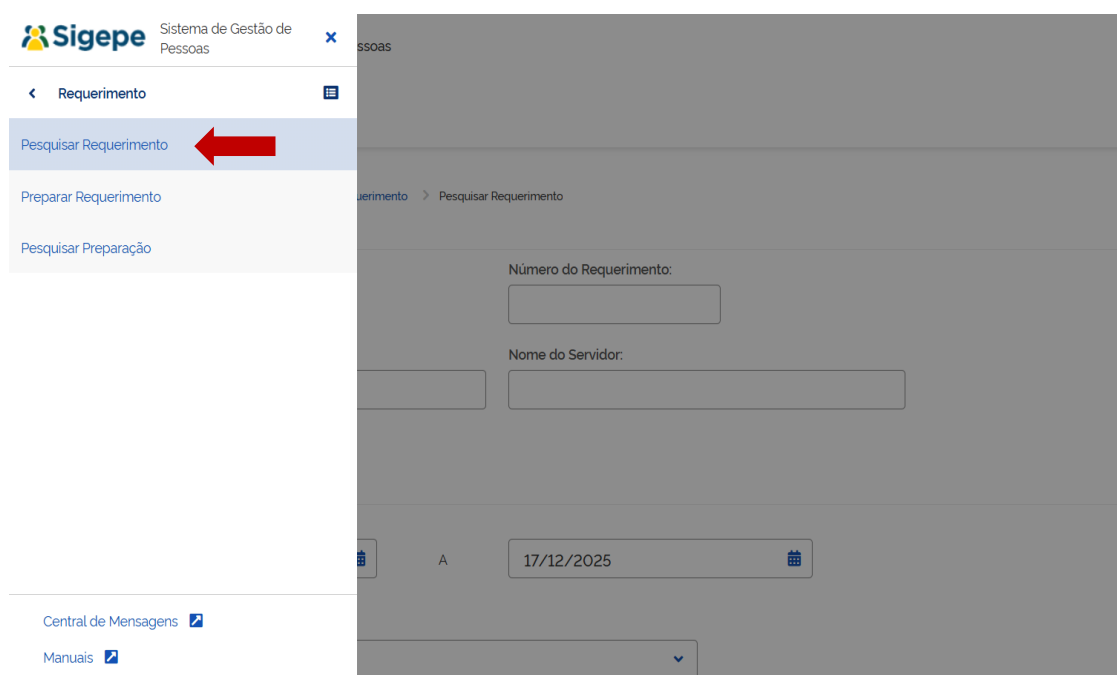 Sigepe
Sistema de Gestão de
Pessoas
ssoas
Requerimento
Pesquisar Requerimento
Preparar Requerimento
Pesquisar Preparação
uerimento > Pesquisar Requerimento
Número do Requerimento:
Nome do Servidor:
A
17/12/2025
Central de Mensagens
Manuais